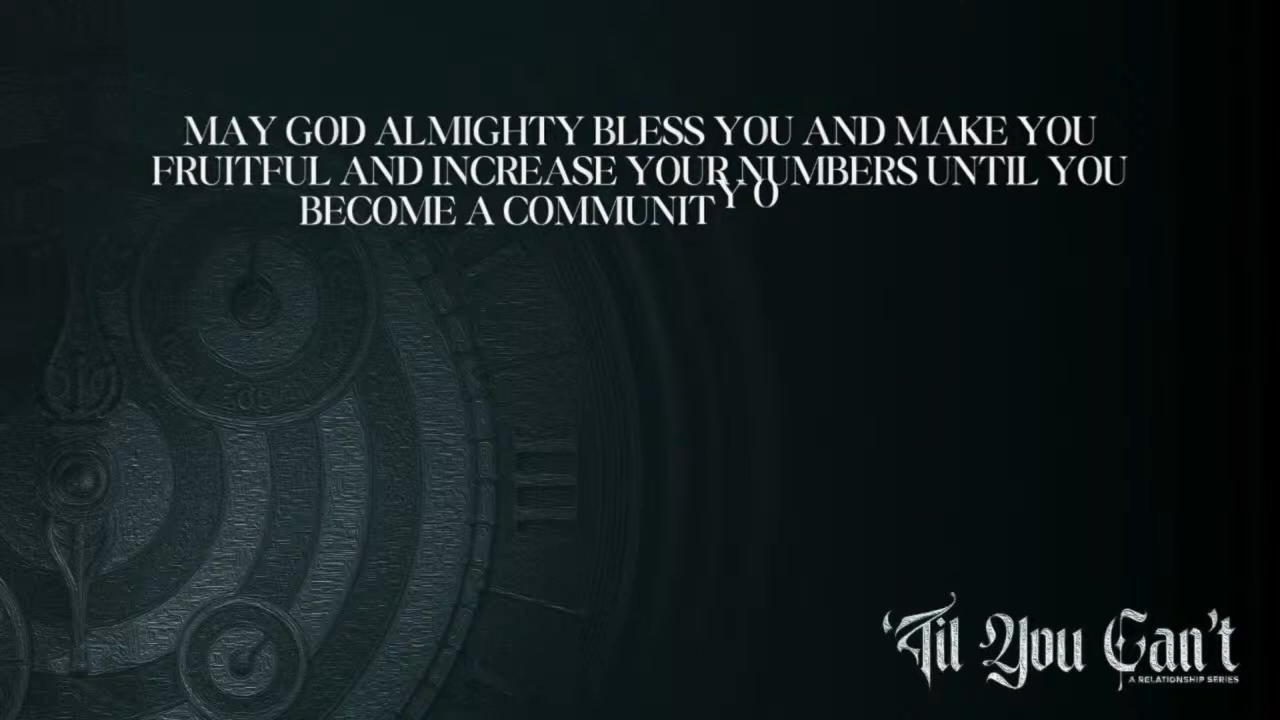 MAY GOD ALMIGHTY BLESS YOU AND MAKE YOU
FRUITFUL AND INCREASE YOUR NUMBERS UNTIL YOU
BECOME A COMMUNITY O
'Til You Can't
A RELATIONSHIP SERIES